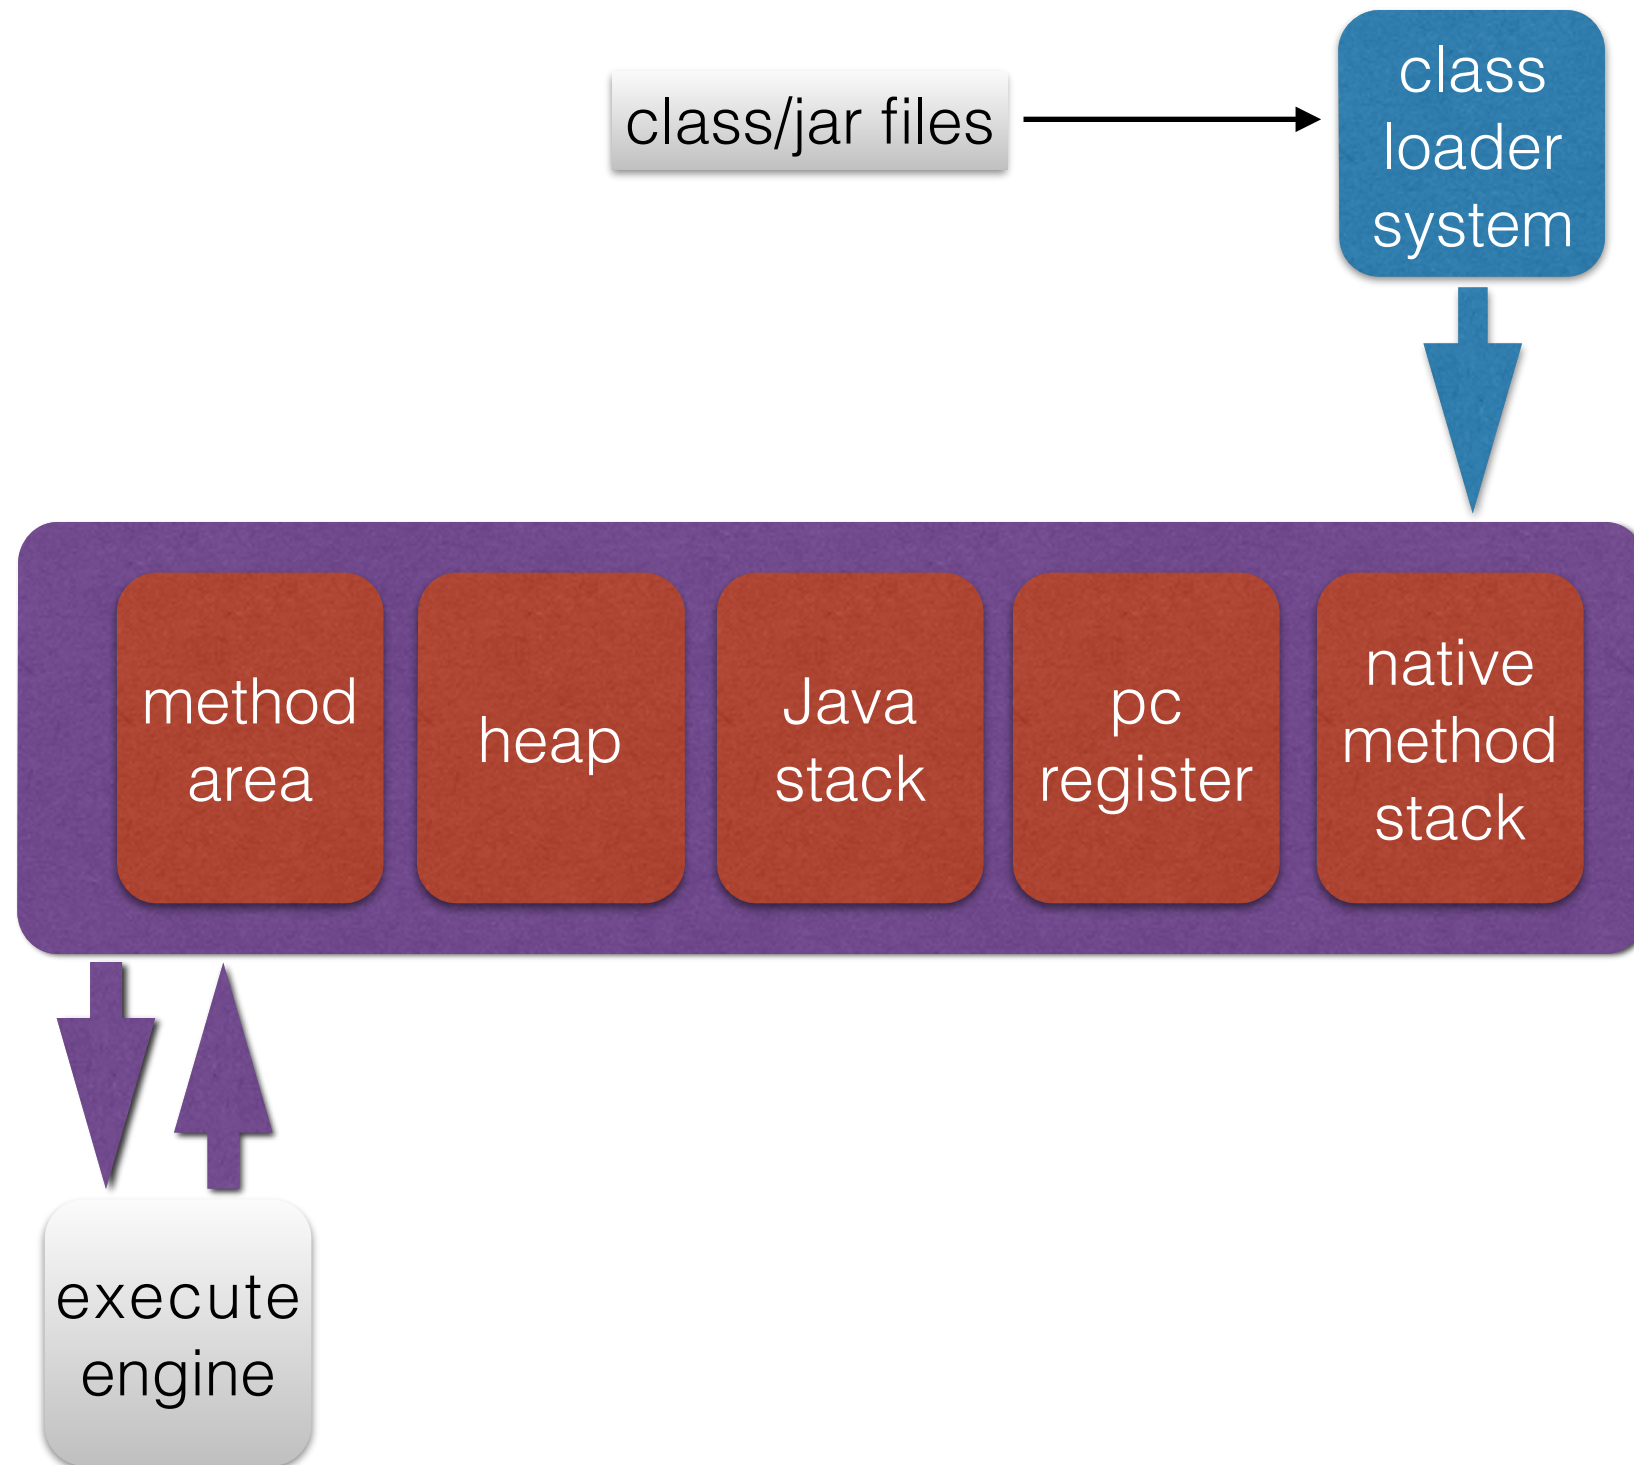 class/jar files
class
loader
system
method
area
heap
Java
stack
pc
register
native
method
stack
execute
engine